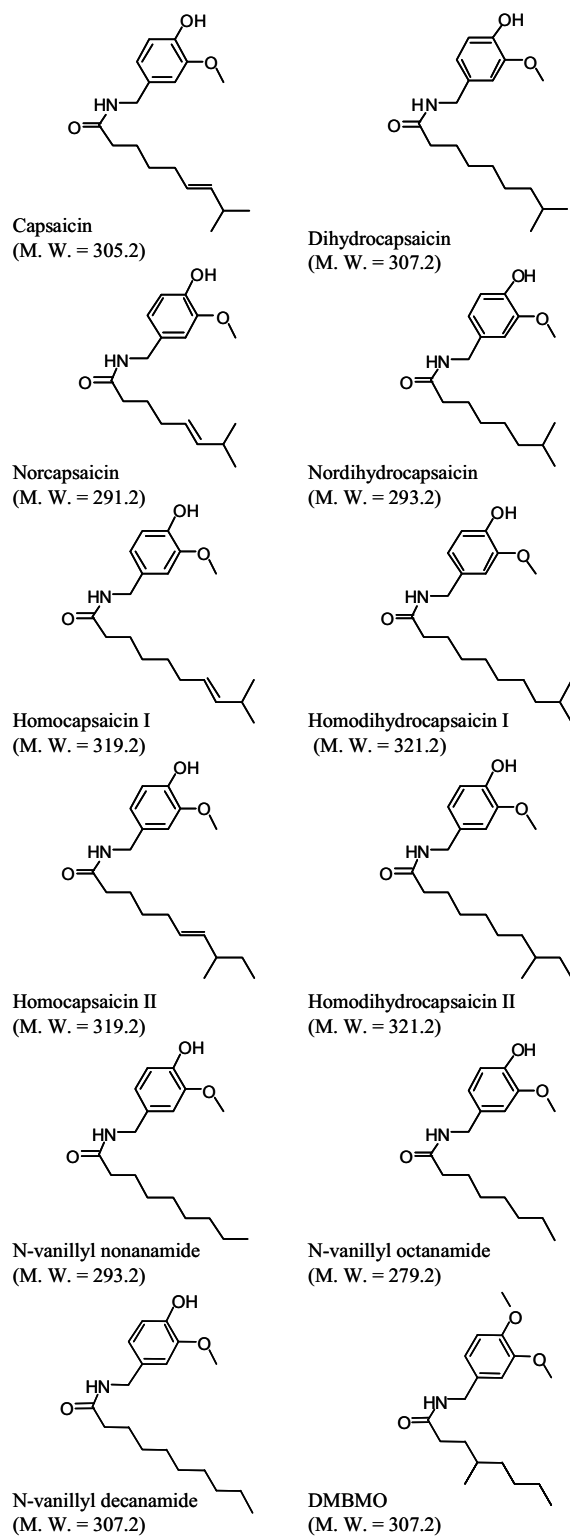 OH
O
HN
O
Capsaicin
(M. W. = 305.2)
OH
O
HN
O
Dihydrocapsaicin
(M. W. = 307.2)
OH
O
HN
O
Norcapsaicin
(M. W. = 291.2)
OH
O
HN
O
Nordihydrocapsaicin
(M. W. = 293.2)
OH
O
HN
O
Homocapsaicin I
(M. W. = 319.2)
OH
O
HN
O
Homodihydrocapsaicin I
(M. W. = 321.2)
OH
O
HN
O
Homocapsaicin II
(M. W. = 319.2)
OH
O
HN
O
Homodihydrocapsaicin II
(M. W. = 321.2)
OH
O
HN
O
N-vanillyl nonanamide
(M. W. = 293.2)
OH
O
HN
O
N-vanillyl octanamide
(M. W. = 279.2)
OH
O
HN
O
N-vanillyl decanamide
(M. W. = 307.2)
O
O
HN
O
DMBMO
(M. W. = 307.2)